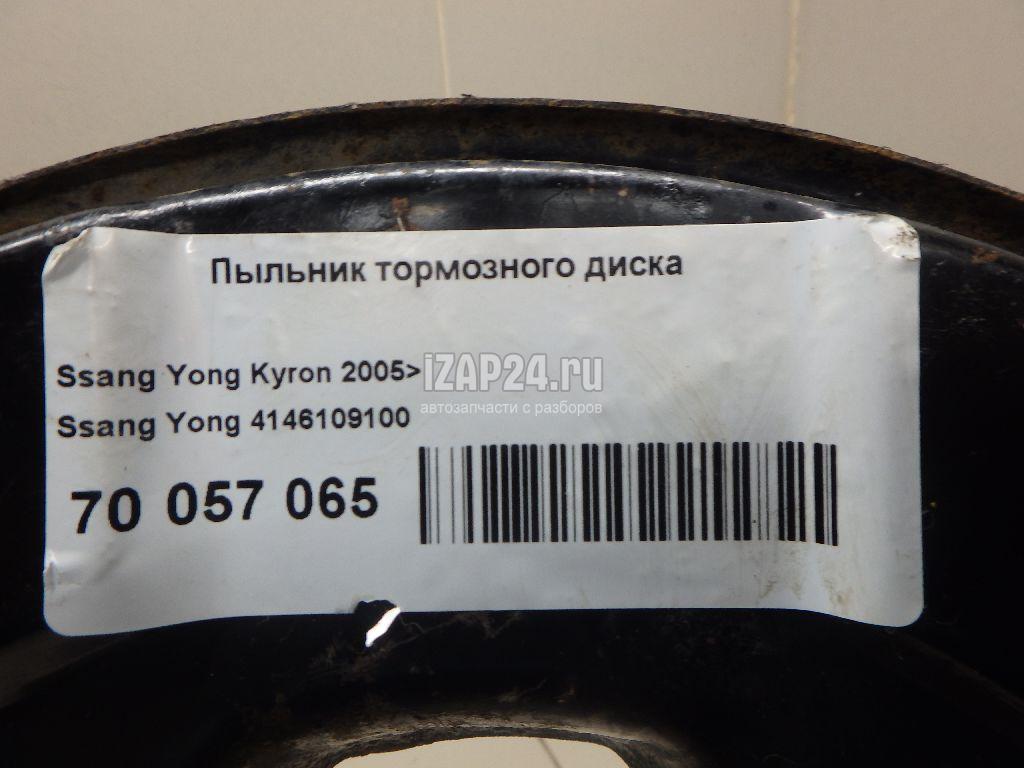 Пыльник тормозного диска
Ssang Yong Kyron 2005>
iZAP24.ru
автозапчасти с разборов
Ssang Yong 4146109100
70 057 065